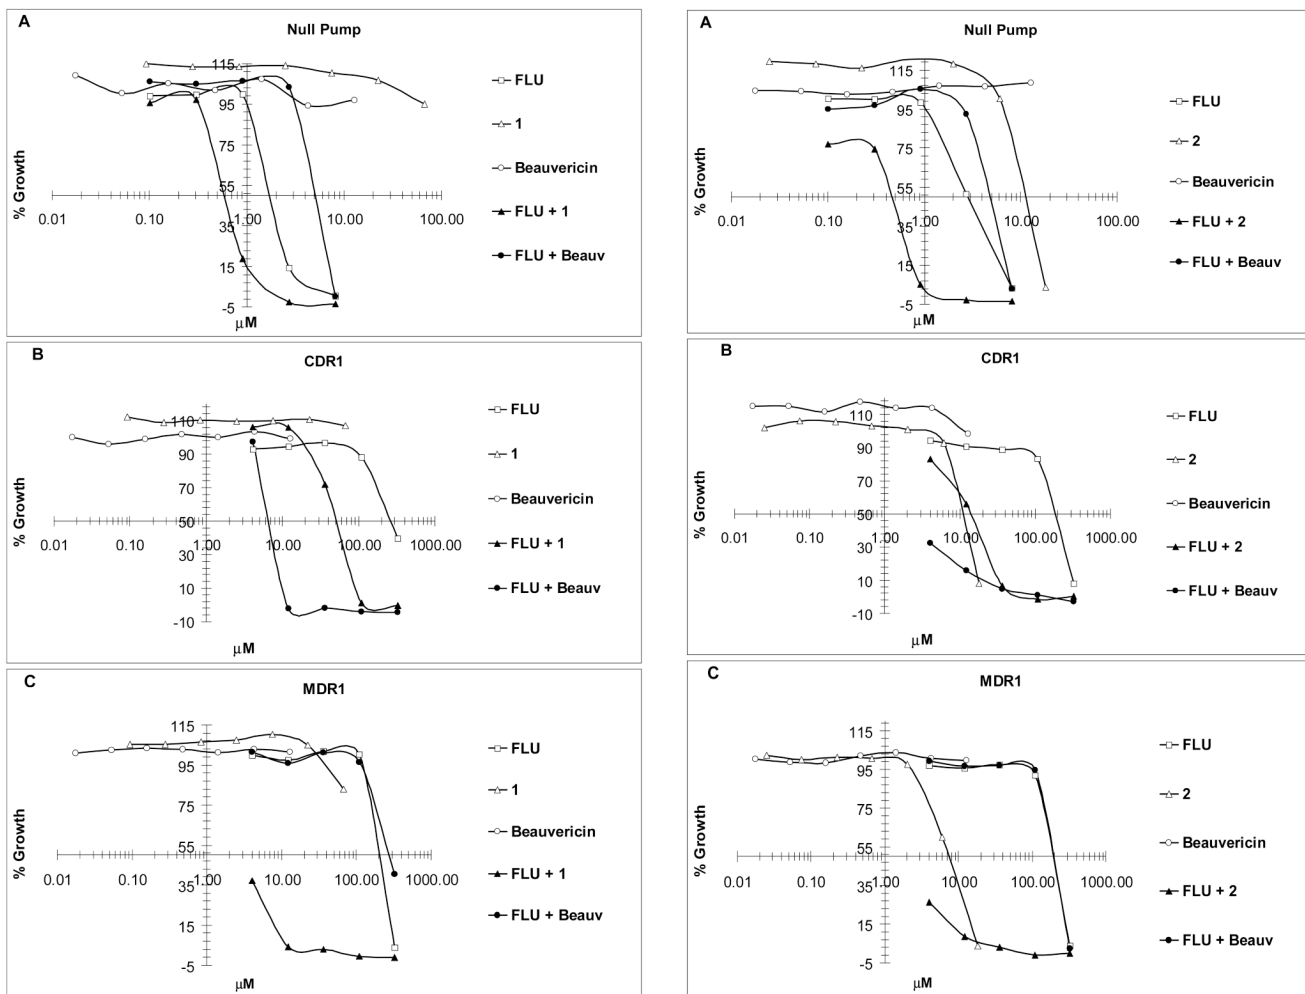 A
Null Pump
115
95
75
55
35
15
-5
% Growth
0.01 0.10 1.00 10.00 100.00
µM
FLU
1
Beauvericin
FLU + 1
FLU + Beauv
B
CDR1
110
90
70
50
30
10
-10
% Growth
0.01 0.10 1.00 10.00 100.00 1000.00
µM
FLU
1
Beauvericin
FLU + 1
FLU + Beauv
C
MDR1
115
95
75
55
35
15
-5
% Growth
0.01 0.10 1.00 10.00 100.00 1000.00
µM
FLU
1
Beauvericin
FLU + 1
FLU + Beauv
A
Null Pump
115
95
75
55
35
15
-5
% Growth
0.01 0.10 1.00 10.00 100.00
µM
FLU
2
Beauvericin
FLU + 2
FLU + Beauv
B
CDR1
110
90
70
50
30
10
-10
% Growth
0.01 0.10 1.00 10.00 100.00 1000.00
µM
FLU
2
Beauvericin
FLU + 2
FLU + Beauv
C
MDR1
115
95
75
55
35
15
-5
% Growth
0.01 0.10 1.00 10.00 100.00 1000.00
µM
FLU
2
Beauvericin
FLU + 2
FLU + Beauv